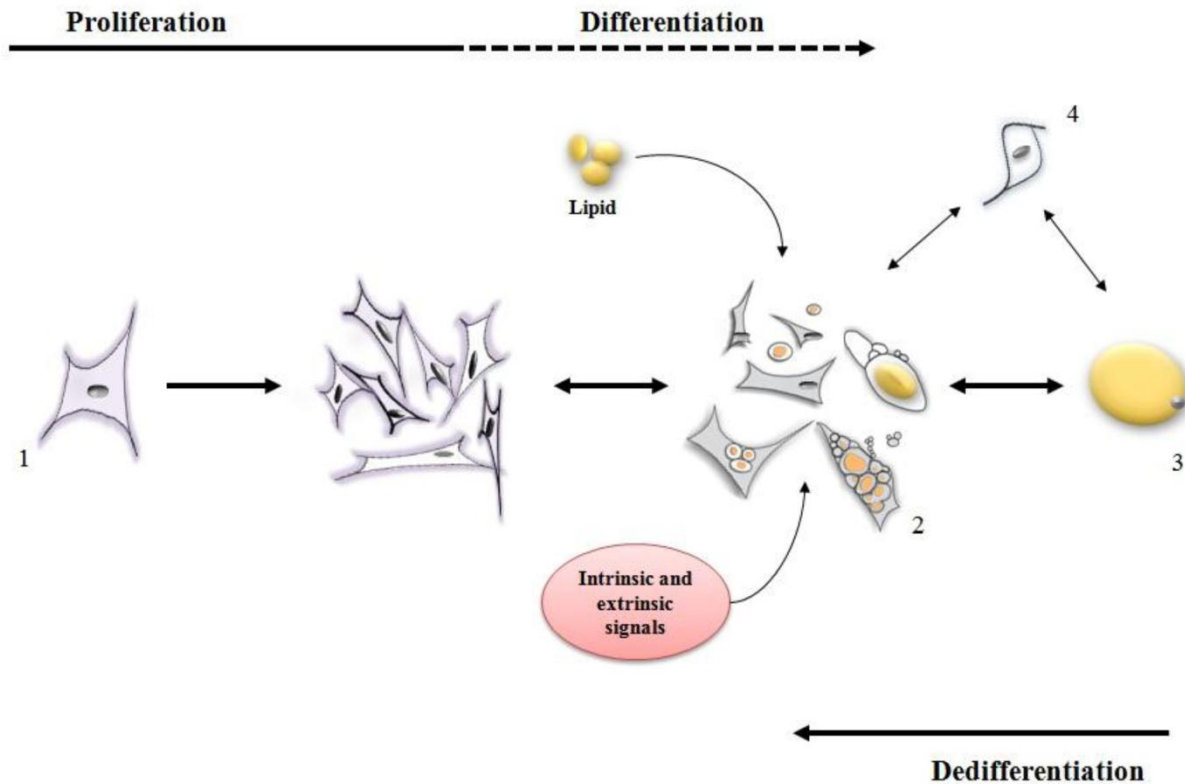 Proliferation
Differentiation
4
Lipid
1
3
2
Intrinsic and
extrinsic
signals
Dedifferentiation